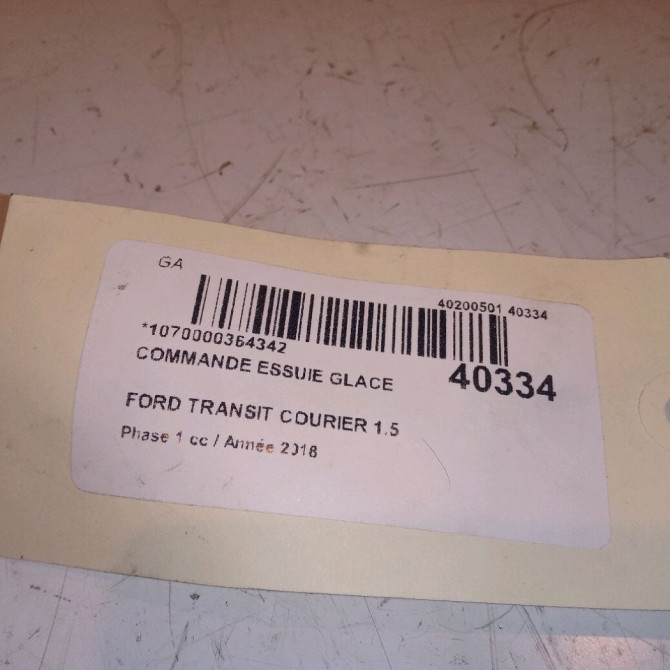 GA
40200501 40334
*1070000364342
COMMANDE ESSUIE GLACE
40334
FORD TRANSIT COURIER 1.5
Phase 1 cc / Année 2018